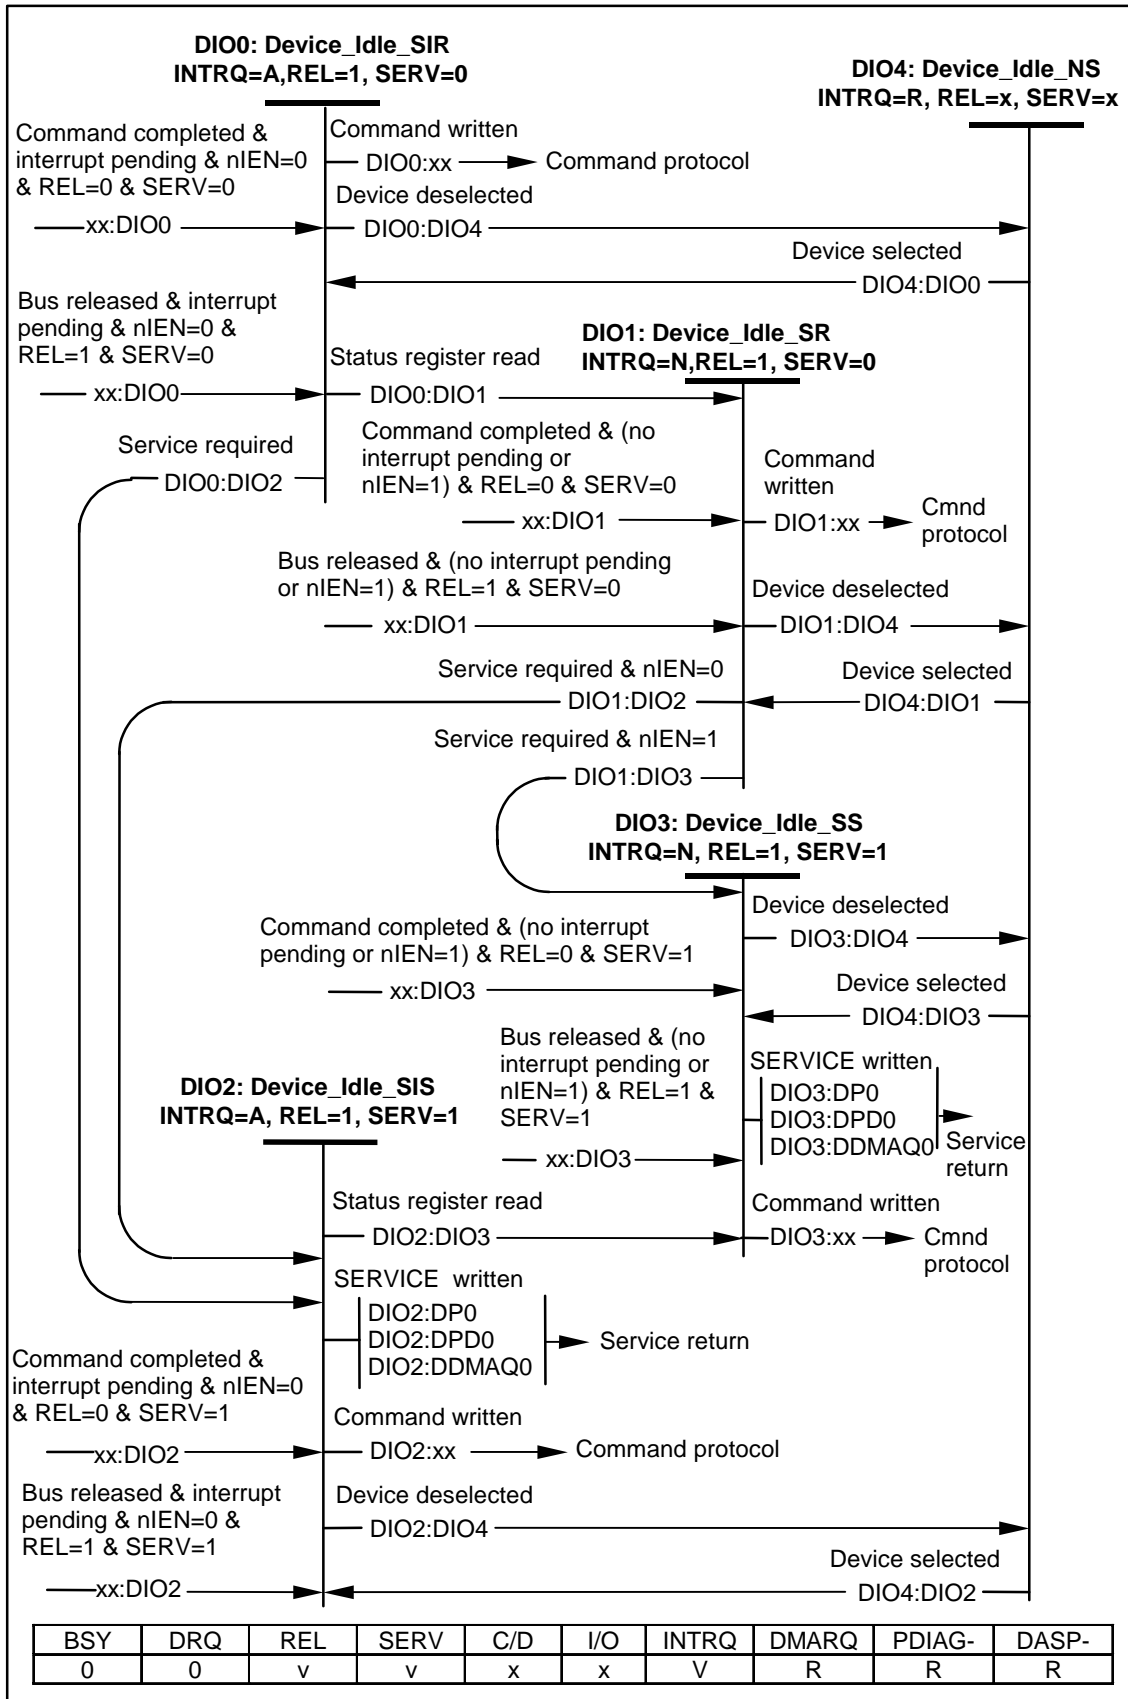 DIO0: Device_Idle_SIR
INTRQ=A,REL=1, SERV=0
DIO4: Device_Idle_NS
INTRQ=R, REL=x, SERV=x
Command completed &
interrupt pending & nIEN=0
& REL=0 & SERV=0
xx:DIO0
Command written
DIO0:xx
Command protocol
Device deselected
DIO0:DIO4
Device selected
DIO4:DIO0
Bus released & interrupt
pending & nIEN=0 &
REL=1 & SERV=0
xx:DIO0
Status register read
DIO0:DIO1
DIO1: Device_Idle_SR
INTRQ=N,REL=1, SERV=0
Service required
DIO0:DIO2
Command completed & (no
interrupt pending or
nIEN=1) & REL=0 & SERV=0
xx:DIO1
Command
written
DIO1:xx
Cmnd
protocol
Bus released & (no interrupt pending
or nIEN=1) & REL=1 & SERV=0
xx:DIO1
Device deselected
DIO1:DIO4
Service required & nIEN=0
DIO1:DIO2
Device selected
DIO4:DIO1
Service required & nIEN=1
DIO1:DIO3
DIO3: Device_Idle_SS
INTRQ=N, REL=1, SERV=1
Device deselected
DIO3:DIO4
Command completed & (no interrupt
pending or nIEN=1) & REL=0 & SERV=1
xx:DIO3
Device selected
DIO4:DIO3
Bus released & (no
interrupt pending or
nIEN=1) & REL=1 &
SERV=1
xx:DIO3
SERVICE written
DIO3:DP0
DIO3:DPD0
DIO3:DDMAQ0
Service
return
DIO2: Device_Idle_SIS
INTRQ=A, REL=1, SERV=1
Status register read
DIO2:DIO3
Command written
DIO3:xx
Cmnd
protocol
SERVICE written
DIO2:DP0
DIO2:DPD0
DIO2:DDMAQ0
Service return
Command completed &
interrupt pending & nIEN=0
& REL=0 & SERV=1
xx:DIO2
Command written
DIO2:xx
Command protocol
Bus released & interrupt
pending & nIEN=0 &
REL=1 & SERV=1
xx:DIO2
Device deselected
DIO2:DIO4
Device selected
DIO4:DIO2
BSY DRQ REL SERV C/D I/O INTRQ DMARQ PDIAG- DASP-
0 0 v v x x V R R R